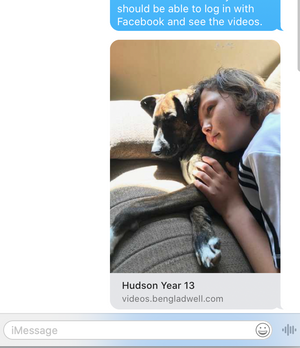 should be able to log in with
Facebook and see the videos.
Hudson Year 13
videos.bengladwell.com
iMessage